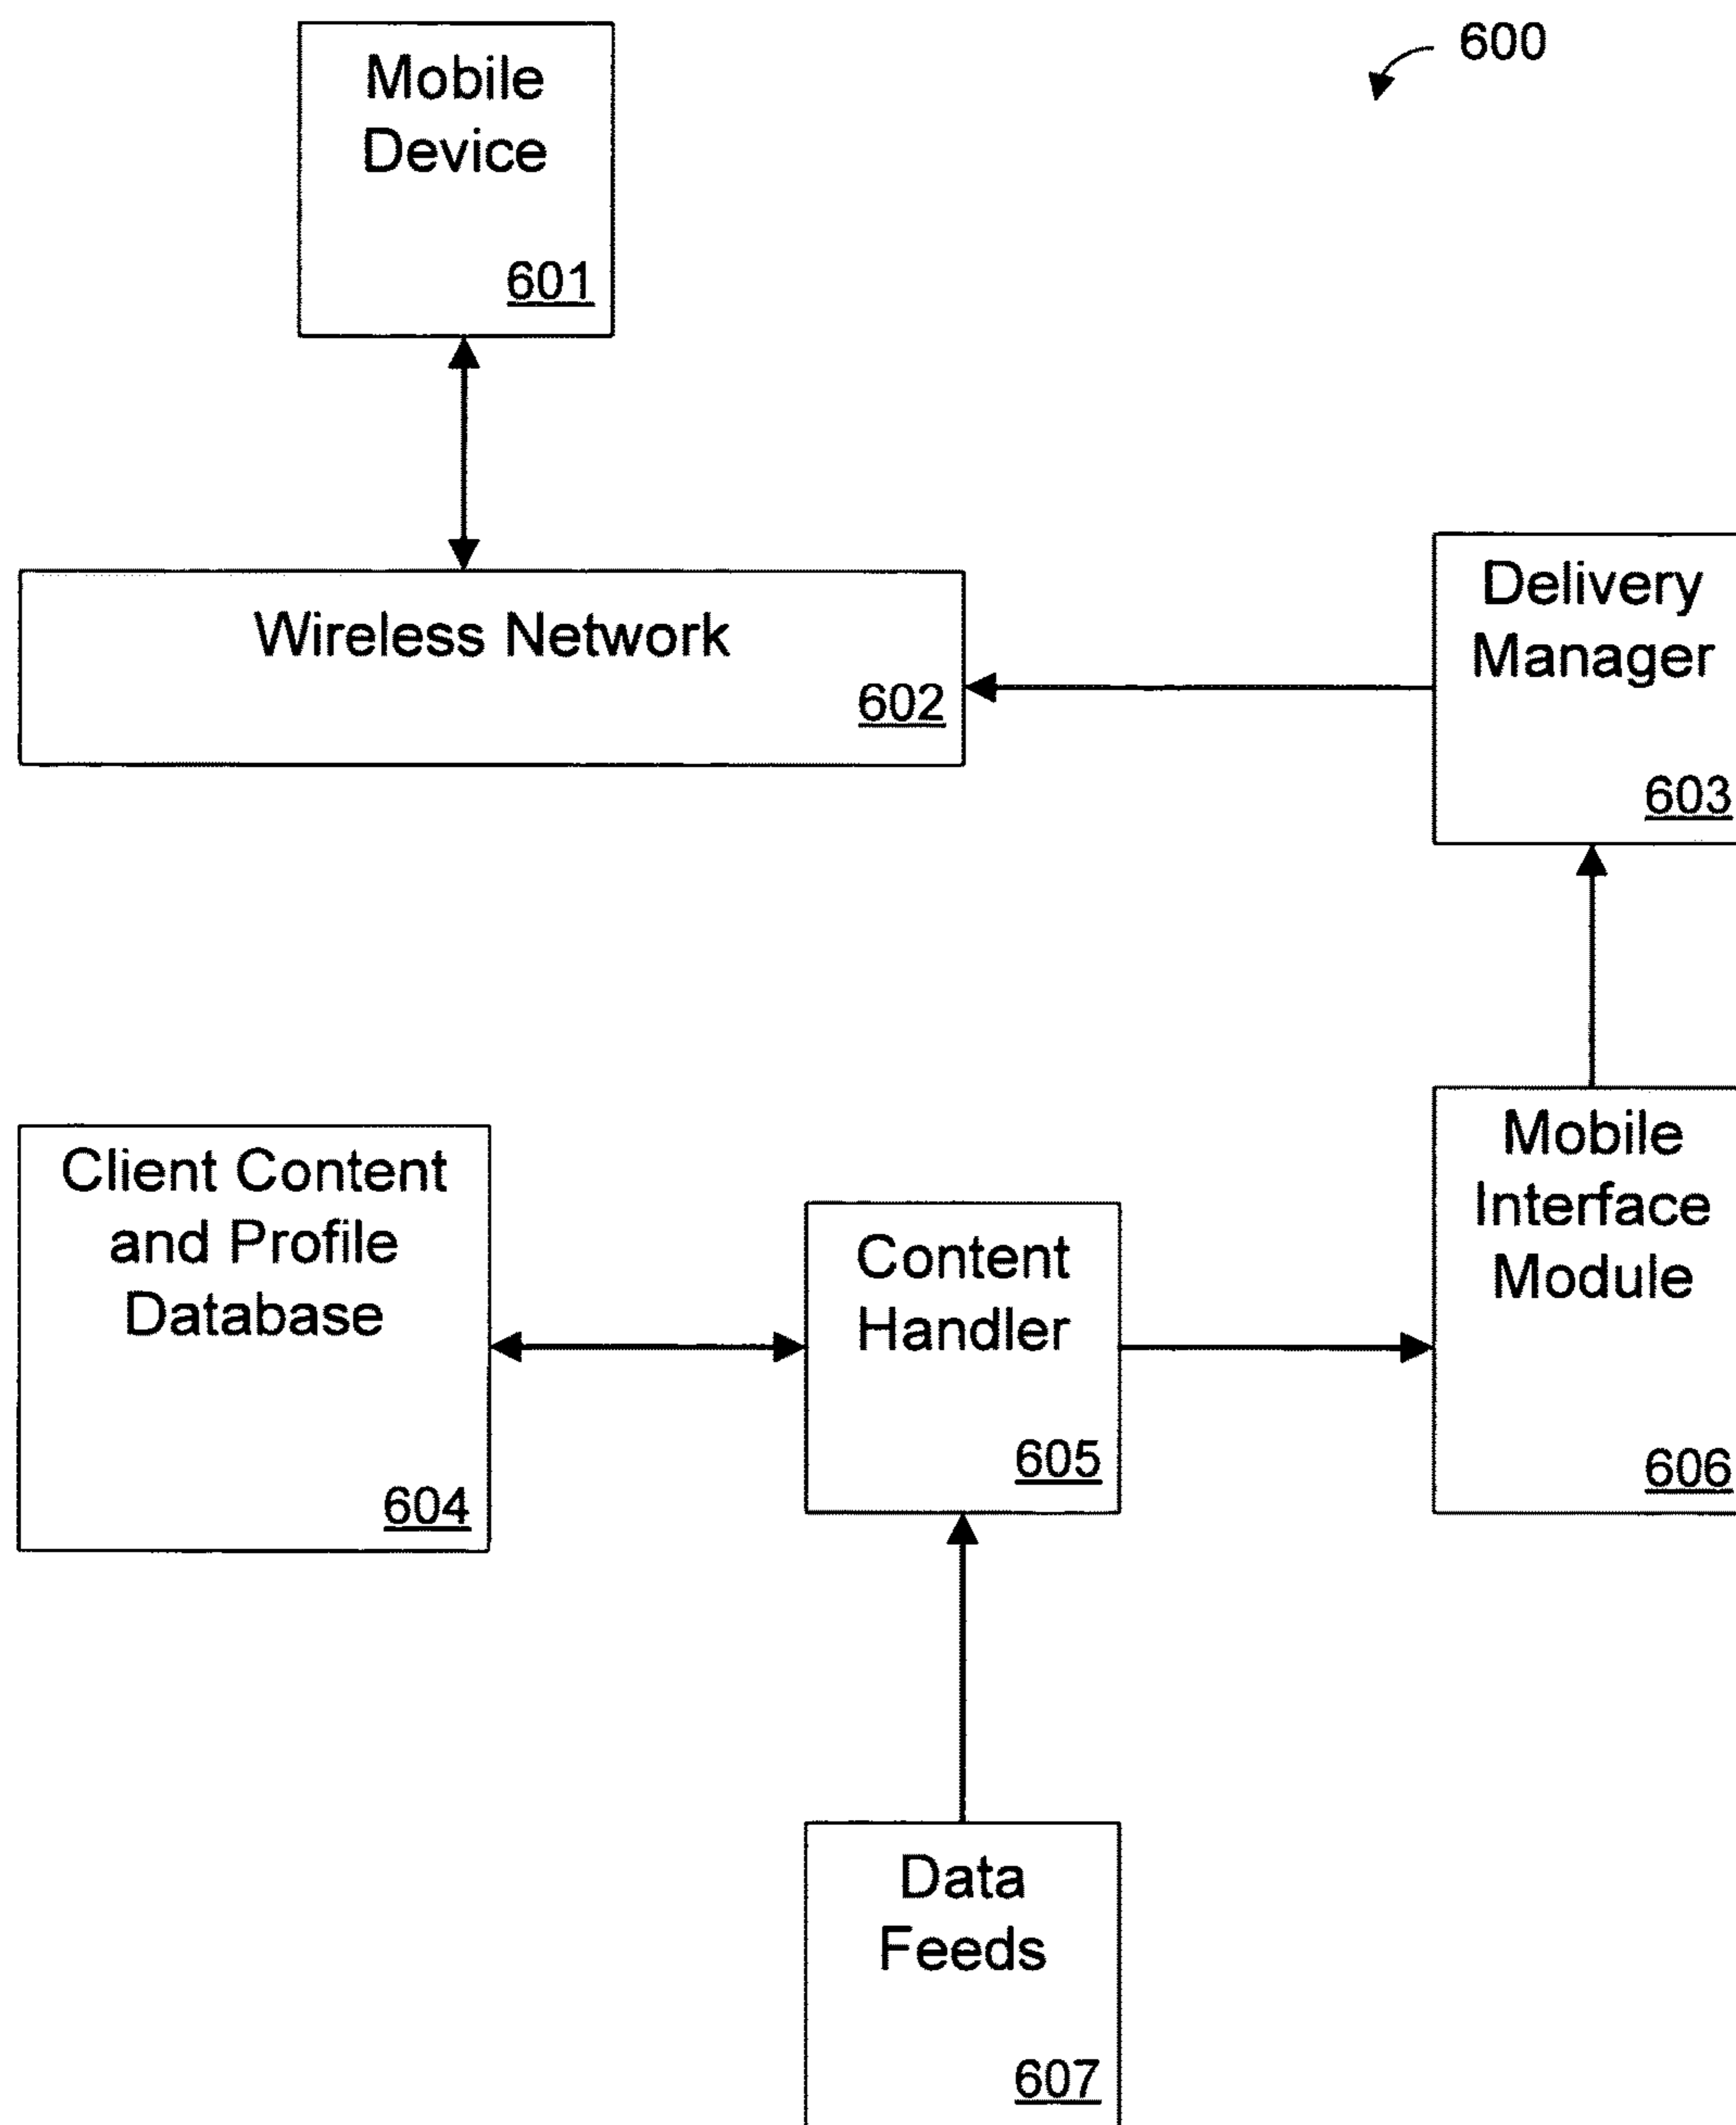 Mobile
Device
601
600
Wireless Network
602
Delivery
Manager
603
Client Content
and Profile
Database
604
Content
Handler
605
Mobile
Interface
Module
606
Data
Feeds
607